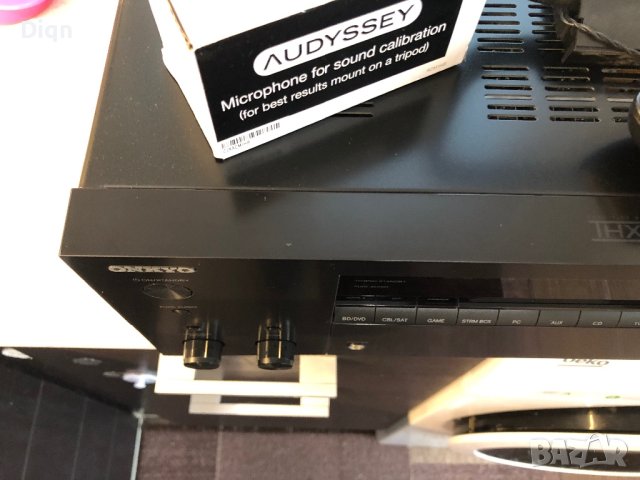 Diqn
AUDYSSEY
Microphone for sound calibration
(for best results mount on a tripod)
THX
ONKYO
BD/DVD CBL/SAT GAME STRM BOX PC AUX CD
Beko
BAZAR